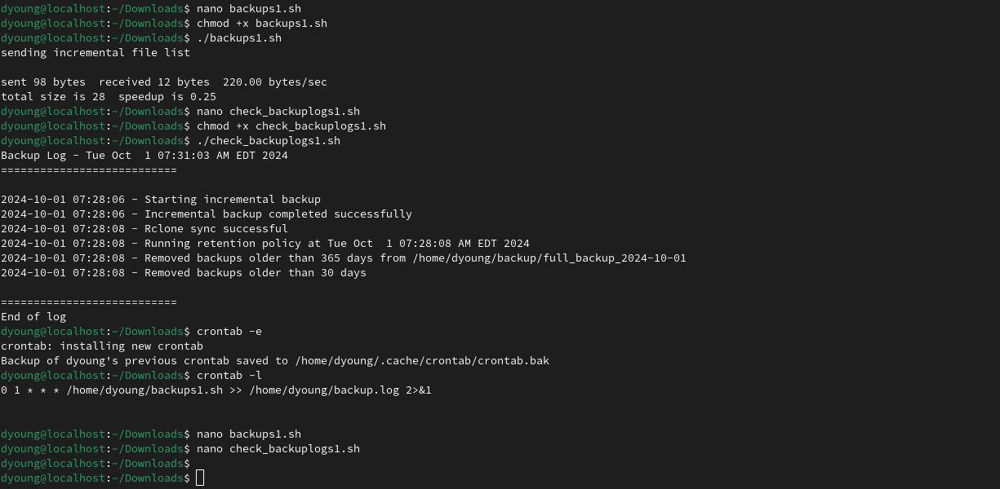 dyoung@localhost:~/Downloads$ nano backups1.sh
dyoung@localhost:~/Downloads$ chmod +x backups1.sh
dyoung@localhost:~/Downloads$ ./backups1.sh
sending incremental file list

sent 98 bytes  received 12 bytes  220.00 bytes/sec
total size is 28  speedup is 0.25
dyoung@localhost:~/Downloads$ nano check_backuplogs1.sh
dyoung@localhost:~/Downloads$ chmod +x check_backuplogs1.sh
dyoung@localhost:~/Downloads$ ./check_backuplogs1.sh
Backup Log - Tue Oct  1 07:31:03 AM EDT 2024
===========================

2024-10-01 07:28:06 - Starting incremental backup
2024-10-01 07:28:06 - Incremental backup completed successfully
2024-10-01 07:28:08 - Rclone sync successful
2024-10-01 07:28:08 - Running retention policy at Tue Oct  1 07:28:08 AM EDT 2024
2024-10-01 07:28:08 - Removed backups older than 365 days from /home/dyoung/backup/full_backup_2024-10-01
2024-10-01 07:28:08 - Removed backups older than 30 days

===========================
End of log
dyoung@localhost:~/Downloads$ crontab -e
crontab: installing new crontab
Backup of dyoung's previous crontab saved to /home/dyoung/.cache/crontab/crontab.bak
dyoung@localhost:~/Downloads$ crontab -l
0 1 * * * /home/dyoung/backups1.sh >> /home/dyoung/backup.log 2>&1


dyoung@localhost:~/Downloads$ nano backups1.sh
dyoung@localhost:~/Downloads$ nano check_backuplogs1.sh
dyoung@localhost:~/Downloads$
dyoung@localhost:~/Downloads$